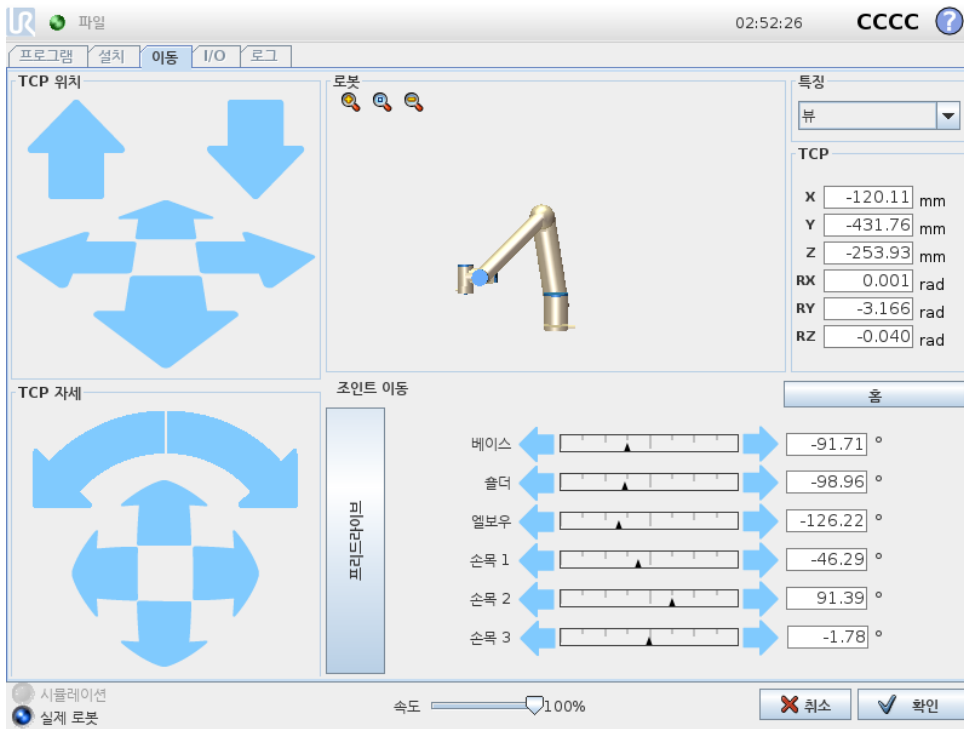 UR 파일 02:52:26 CCCC ?
프로그램 설치 이동 I/O 로그
TCP 위치
로봇
특징
뷰
TCP
X -120.11 mm
Y -431.76 mm
Z -253.93 mm
RX 0.001 rad
RY -3.166 rad
RZ -0.040 rad
TCP 자세
조인트 이동
홈
프리드라이브
베이스 -91.71 °
숄더 -98.96 °
엘보우 -126.22 °
손목 1 -46.29 °
손목 2 91.39 °
손목 3 -1.78 °
시뮬레이션
실제 로봇
속도 100%
취소 확인